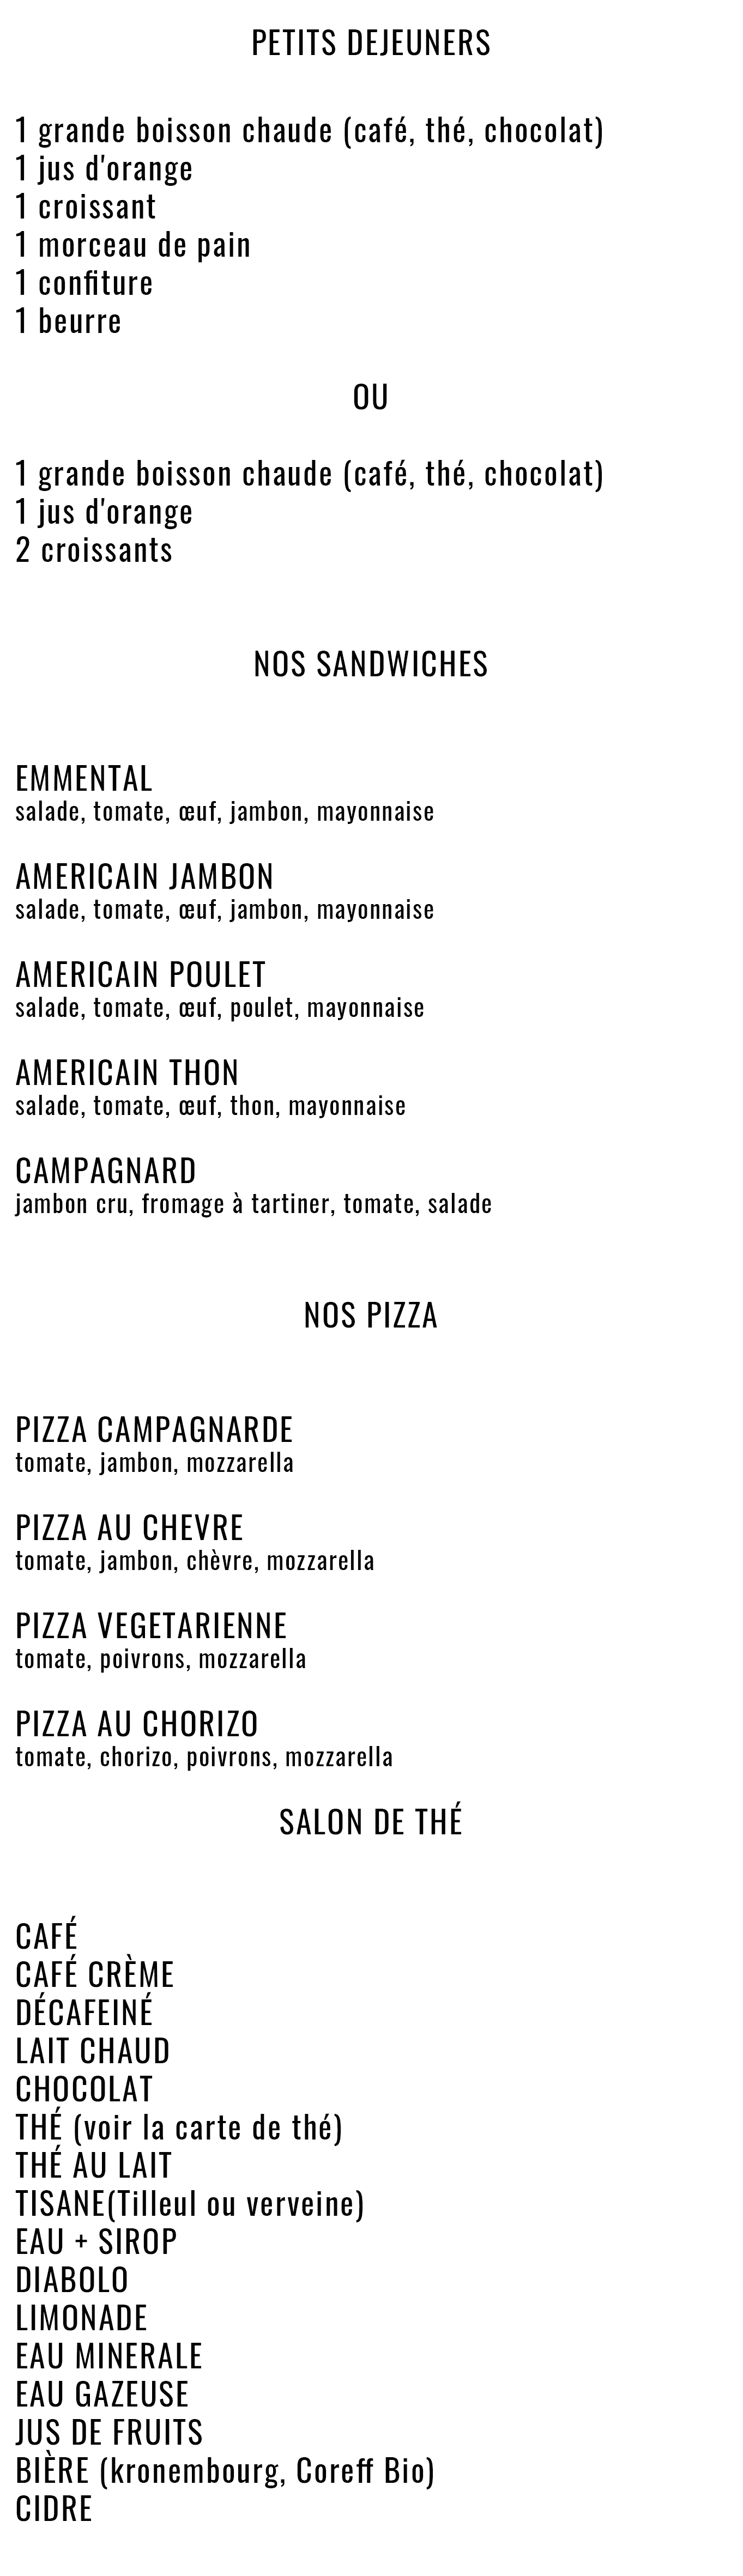 PETITS DEJEUNERS
1 grande boisson chaude (café, thé, chocolat)
1 jus d'orange
1 croissant
1 morceau de pain
1 confiture
1 beurre
OU
1 grande boisson chaude (café, thé, chocolat)
1 jus d'orange
2 croissants
NOS SANDWICHES
EMMENTAL
salade, tomate, œuf, jambon, mayonnaise
AMERICAIN JAMBON
salade, tomate, œuf, jambon, mayonnaise
AMERICAIN POULET
salade, tomate, œuf, poulet, mayonnaise
AMERICAIN THON
salade, tomate, œuf, thon, mayonnaise
CAMPAGNARD
jambon cru, fromage à tartiner, tomate, salade
NOS PIZZA
PIZZA CAMPAGNARDE
tomate, jambon, mozzarella
PIZZA AU CHEVRE
tomate, jambon, chèvre, mozzarella
PIZZA VEGETARIENNE
tomate, poivrons, mozzarella
PIZZA AU CHORIZO
tomate, chorizo, poivrons, mozzarella
SALON DE THÉ
CAFÉ
CAFÉ CRÈME
DÉCAFEINÉ
LAIT CHAUD
CHOCOLAT
THÉ (voir la carte de thé)
THÉ AU LAIT
TISANE(Tilleul ou verveine)
EAU + SIROP
DIABOLO
LIMONADE
EAU MINERALE
EAU GAZEUSE
JUS DE FRUITS
BIÈRE (kronembourg, Coreff Bio)
CIDRE